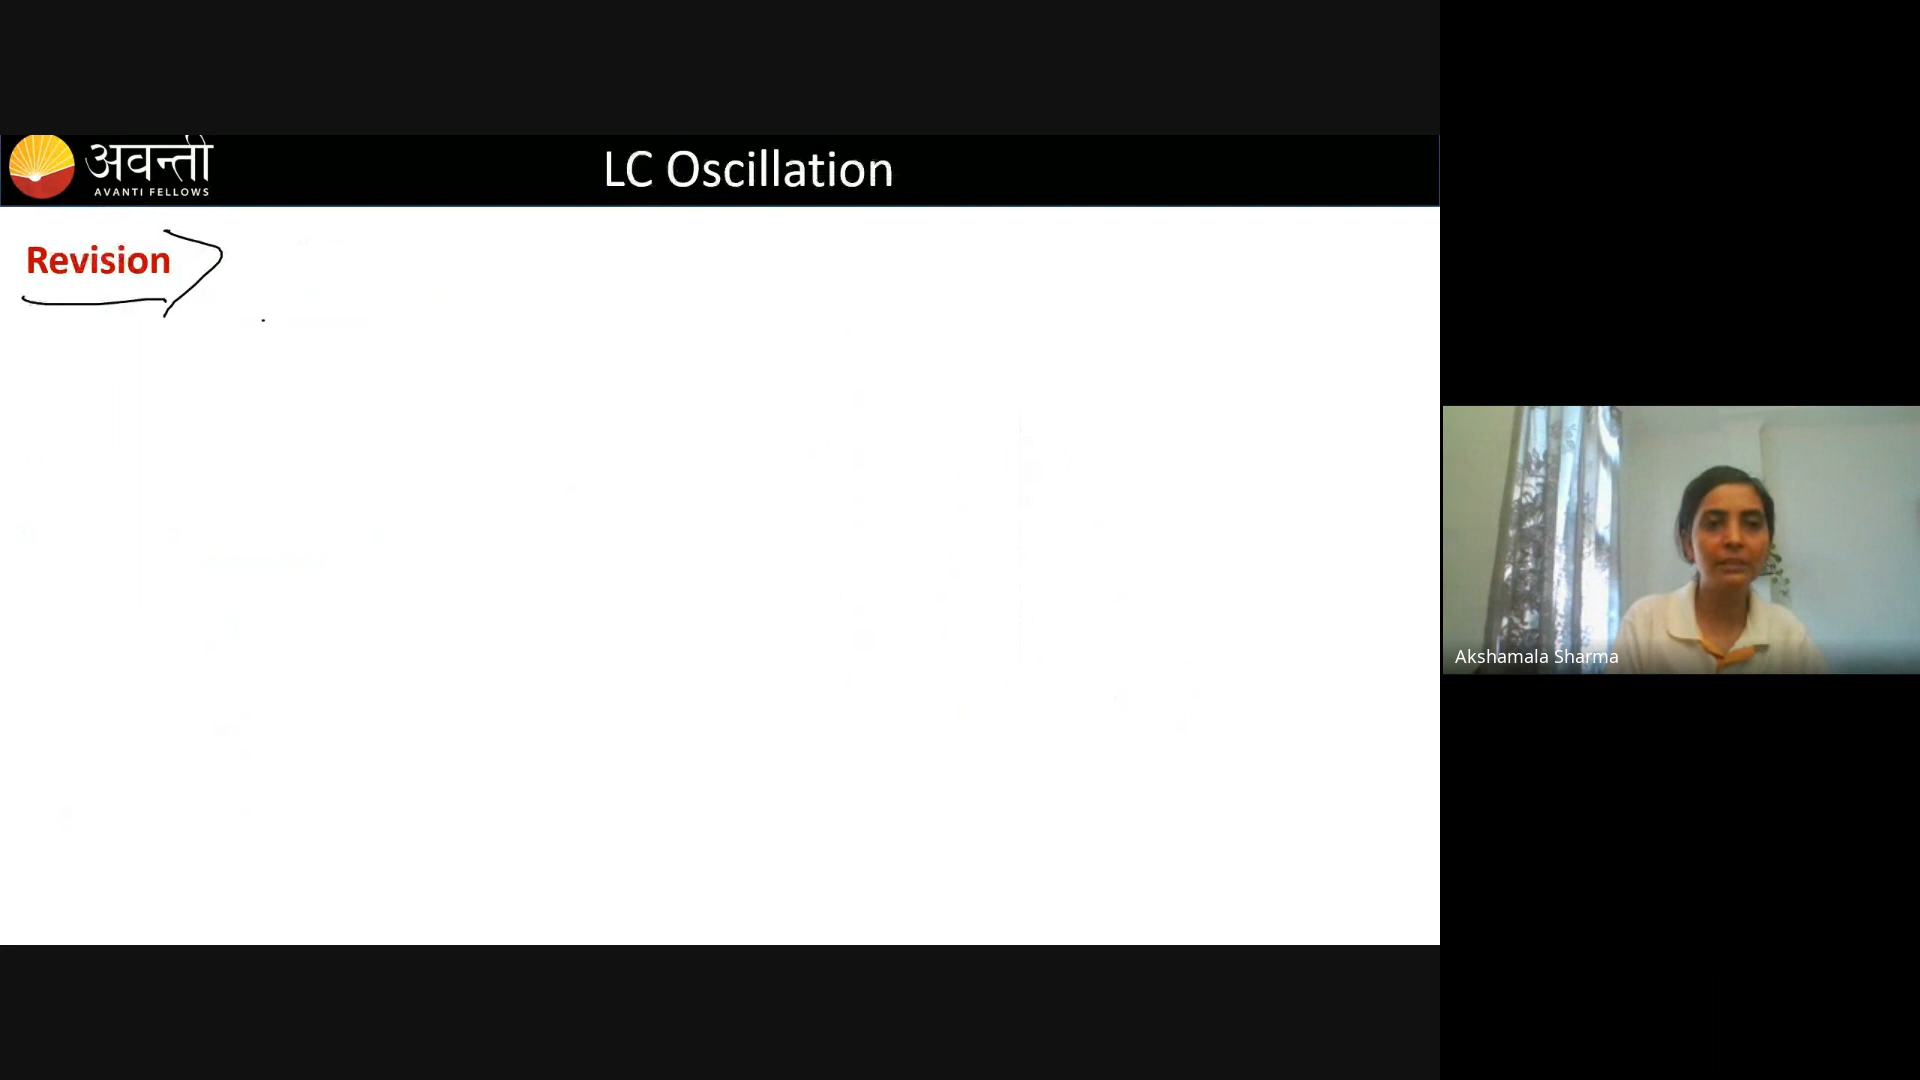 अवन्ती
AVANTI FELLOWS
LC Oscillation
Revision
Akshamala Sharma